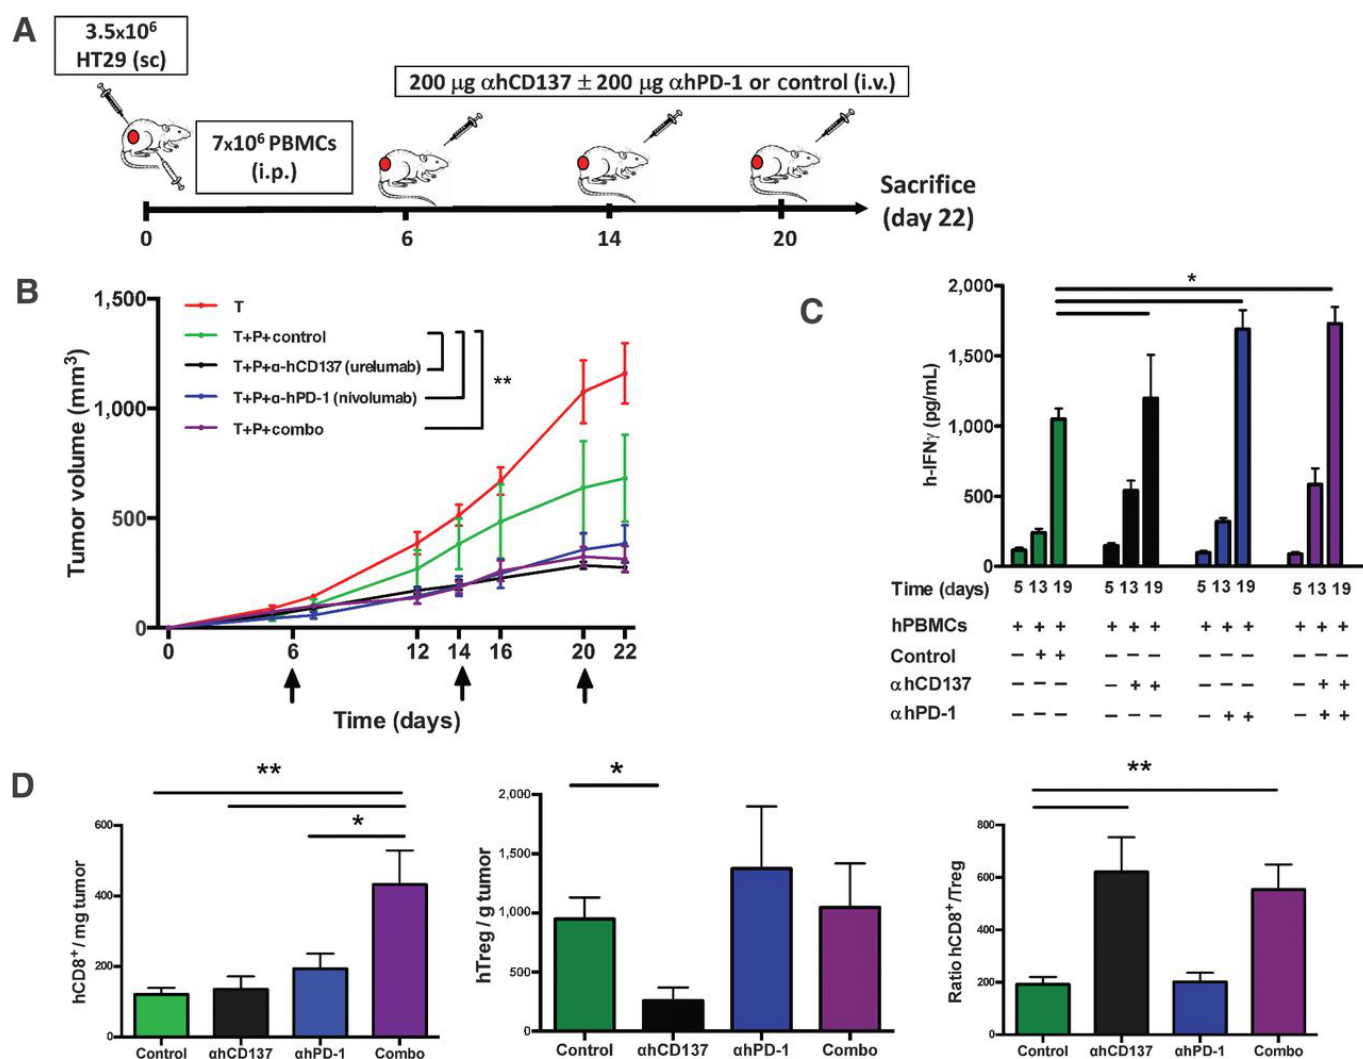 A
3.5x10⁶
HT29 (sc)
7x10⁶ PBMCs
(i.p.)
200 μg αhCD137 ± 200 μg αhPD-1 or control (i.v.)
Sacrifice
(day 22)
0 6 14 20
B
1,500
1,000
500
0
Tumor volume (mm³)
T
T+P+control
T+P+α-hCD137 (urelumab)
T+P+α-hPD-1 (nivolumab)
T+P+combo
**
0 6 12 14 16 20 22
Time (days)
C
*
2,000
1,500
1,000
500
0
h-IFNγ (pg/mL)
Time (days) 5 13 19 5 13 19 5 13 19 5 13 19
hPBMCs + + + + + + + + + + + +
Control – + + – – – – – – – – –
αhCD137 – – – – + + – – – – + +
αhPD-1 – – – – – – – + + – + +
D
**
*
600
400
200
0
hCD8⁺ / mg tumor
Control αhCD137 αhPD-1 Combo
*
2,000
1,500
1,000
500
0
hTreg / g tumor
Control αhCD137 αhPD-1 Combo
**
800
600
400
200
0
Ratio hCD8⁺/Treg
Control αhCD137 αhPD-1 Combo